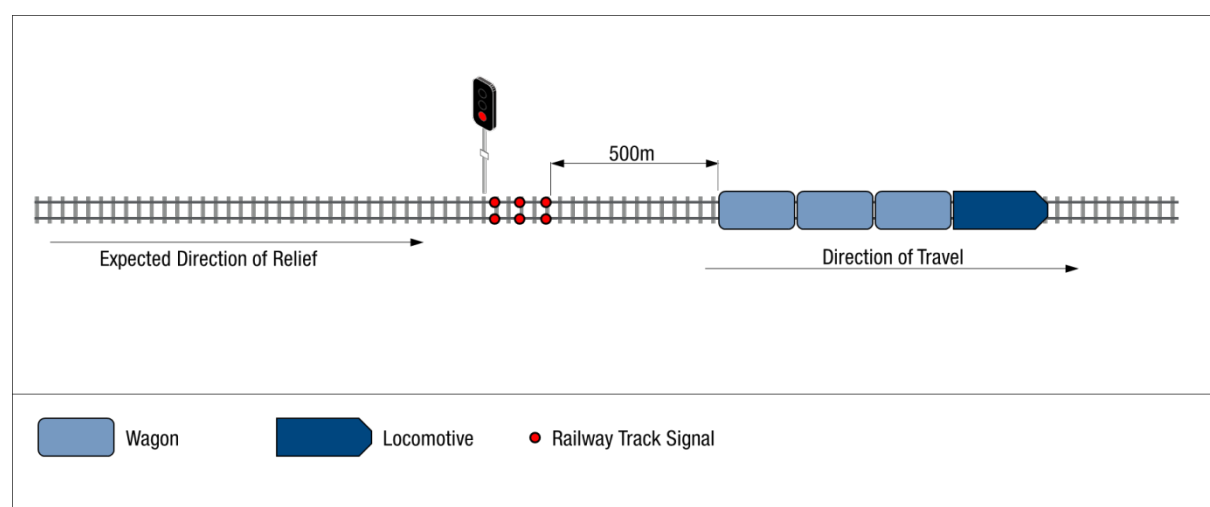 500m
Expected Direction of Relief
Direction of Travel
Wagon
Locomotive
Railway Track Signal